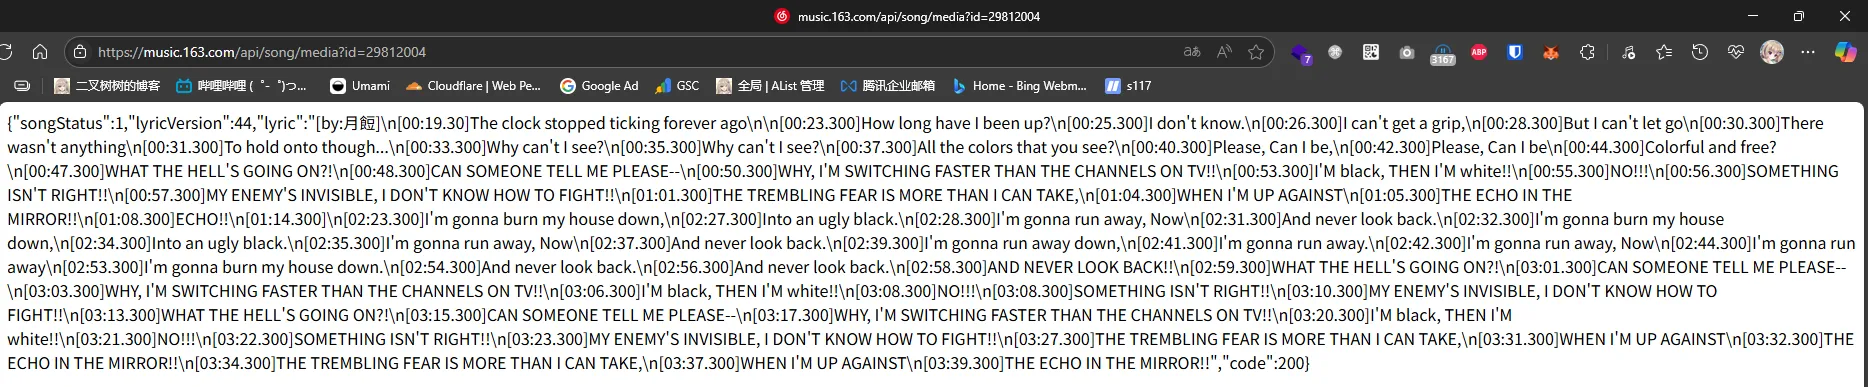 music.163.com/api/song/media?id=29812004
https://music.163.com/api/song/media?id=29812004
7
3167
ABP
二叉树树的博客
哔哩哔哩 (゜-゜)つ...
Umami
Cloudflare | Web Pe...
Google Ad
GSC
全局 | AList 管理
腾讯企业邮箱
Home - Bing Webm...
s117
{"songStatus":1,"lyricVersion":44,"lyric":"[by:月饾]\n[00:19.30]The clock stopped ticking forever ago\n\n[00:23.300]How long have I been up?\n[00:25.300]I don't know.\n[00:26.300]I can't get a grip,\n[00:28.300]But I can't let go\n[00:30.300]There
wasn't anything\n[00:31.300]To hold onto though...\n[00:33.300]Why can't I see?\n[00:35.300]Why can't I see?\n[00:37.300]All the colors that you see?\n[00:40.300]Please, Can I be,\n[00:42.300]Please, Can I be\n[00:44.300]Colorful and free?
\n[00:47.300]WHAT THE HELL'S GOING ON?!\n[00:48.300]CAN SOMEONE TELL ME PLEASE--\n[00:50.300]WHY, I'M SWITCHING FASTER THAN THE CHANNELS ON TV!!\n[00:53.300]I'M black, THEN I'M white!!\n[00:55.300]NO!!!\n[00:56.300]SOMETHING
ISN'T RIGHT!!\n[00:57.300]MY ENEMY'S INVISIBLE, I DON'T KNOW HOW TO FIGHT!!\n[01:01.300]THE TREMBLING FEAR IS MORE THAN I CAN TAKE,\n[01:04.300]WHEN I'M UP AGAINST\n[01:05.300]THE ECHO IN THE
MIRROR!!\n[01:08.300]ECHO!!\n[01:14.300]\n[02:23.300]I'm gonna burn my house down,\n[02:27.300]Into an ugly black.\n[02:28.300]I'm gonna run away, Now\n[02:31.300]And never look back.\n[02:32.300]I'm gonna burn my house
down,\n[02:34.300]Into an ugly black.\n[02:35.300]I'm gonna run away, Now\n[02:37.300]And never look back.\n[02:39.300]I'm gonna run away down,\n[02:41.300]I'm gonna run away.\n[02:42.300]I'm gonna run away, Now\n[02:44.300]I'm gonna run
away\n[02:53.300]I'm gonna burn my house down.\n[02:54.300]And never look back.\n[02:56.300]And never look back.\n[02:58.300]AND NEVER LOOK BACK!!\n[02:59.300]WHAT THE HELL'S GOING ON?!\n[03:01.300]CAN SOMEONE TELL ME PLEASE--
\n[03:03.300]WHY, I'M SWITCHING FASTER THAN THE CHANNELS ON TV!!\n[03:06.300]I'M black, THEN I'M white!!\n[03:08.300]NO!!!\n[03:08.300]SOMETHING ISN'T RIGHT!!\n[03:10.300]MY ENEMY'S INVISIBLE, I DON'T KNOW HOW TO
FIGHT!!\n[03:13.300]WHAT THE HELL'S GOING ON?!\n[03:15.300]CAN SOMEONE TELL ME PLEASE--\n[03:17.300]WHY, I'M SWITCHING FASTER THAN THE CHANNELS ON TV!!\n[03:20.300]I'M black, THEN I'M
white!!\n[03:21.300]NO!!!\n[03:22.300]SOMETHING ISN'T RIGHT!!\n[03:23.300]MY ENEMY'S INVISIBLE, I DON'T KNOW HOW TO FIGHT!!\n[03:27.300]THE TREMBLING FEAR IS MORE THAN I CAN TAKE,\n[03:31.300]WHEN I'M UP AGAINST\n[03:32.300]THE
ECHO IN THE MIRROR!!\n[03:34.300]THE TREMBLING FEAR IS MORE THAN I CAN TAKE,\n[03:37.300]WHEN I'M UP AGAINST\n[03:39.300]THE ECHO IN THE MIRROR!!","code":200}